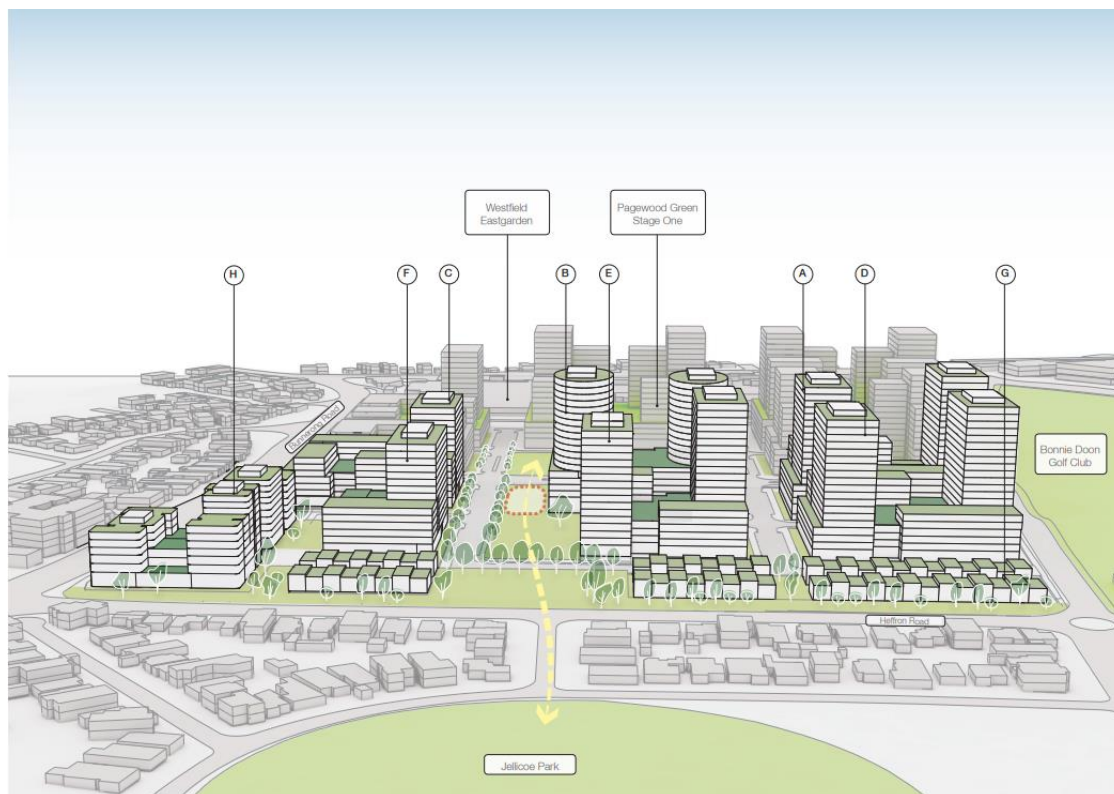 Westfield
Eastgarden
Pagewood Green
Stage One
H
F
C
B
E
A
D
G
Bunnerong Road
Bonnie Doon
Golf Club
Heffron Road
Jellicoe Park